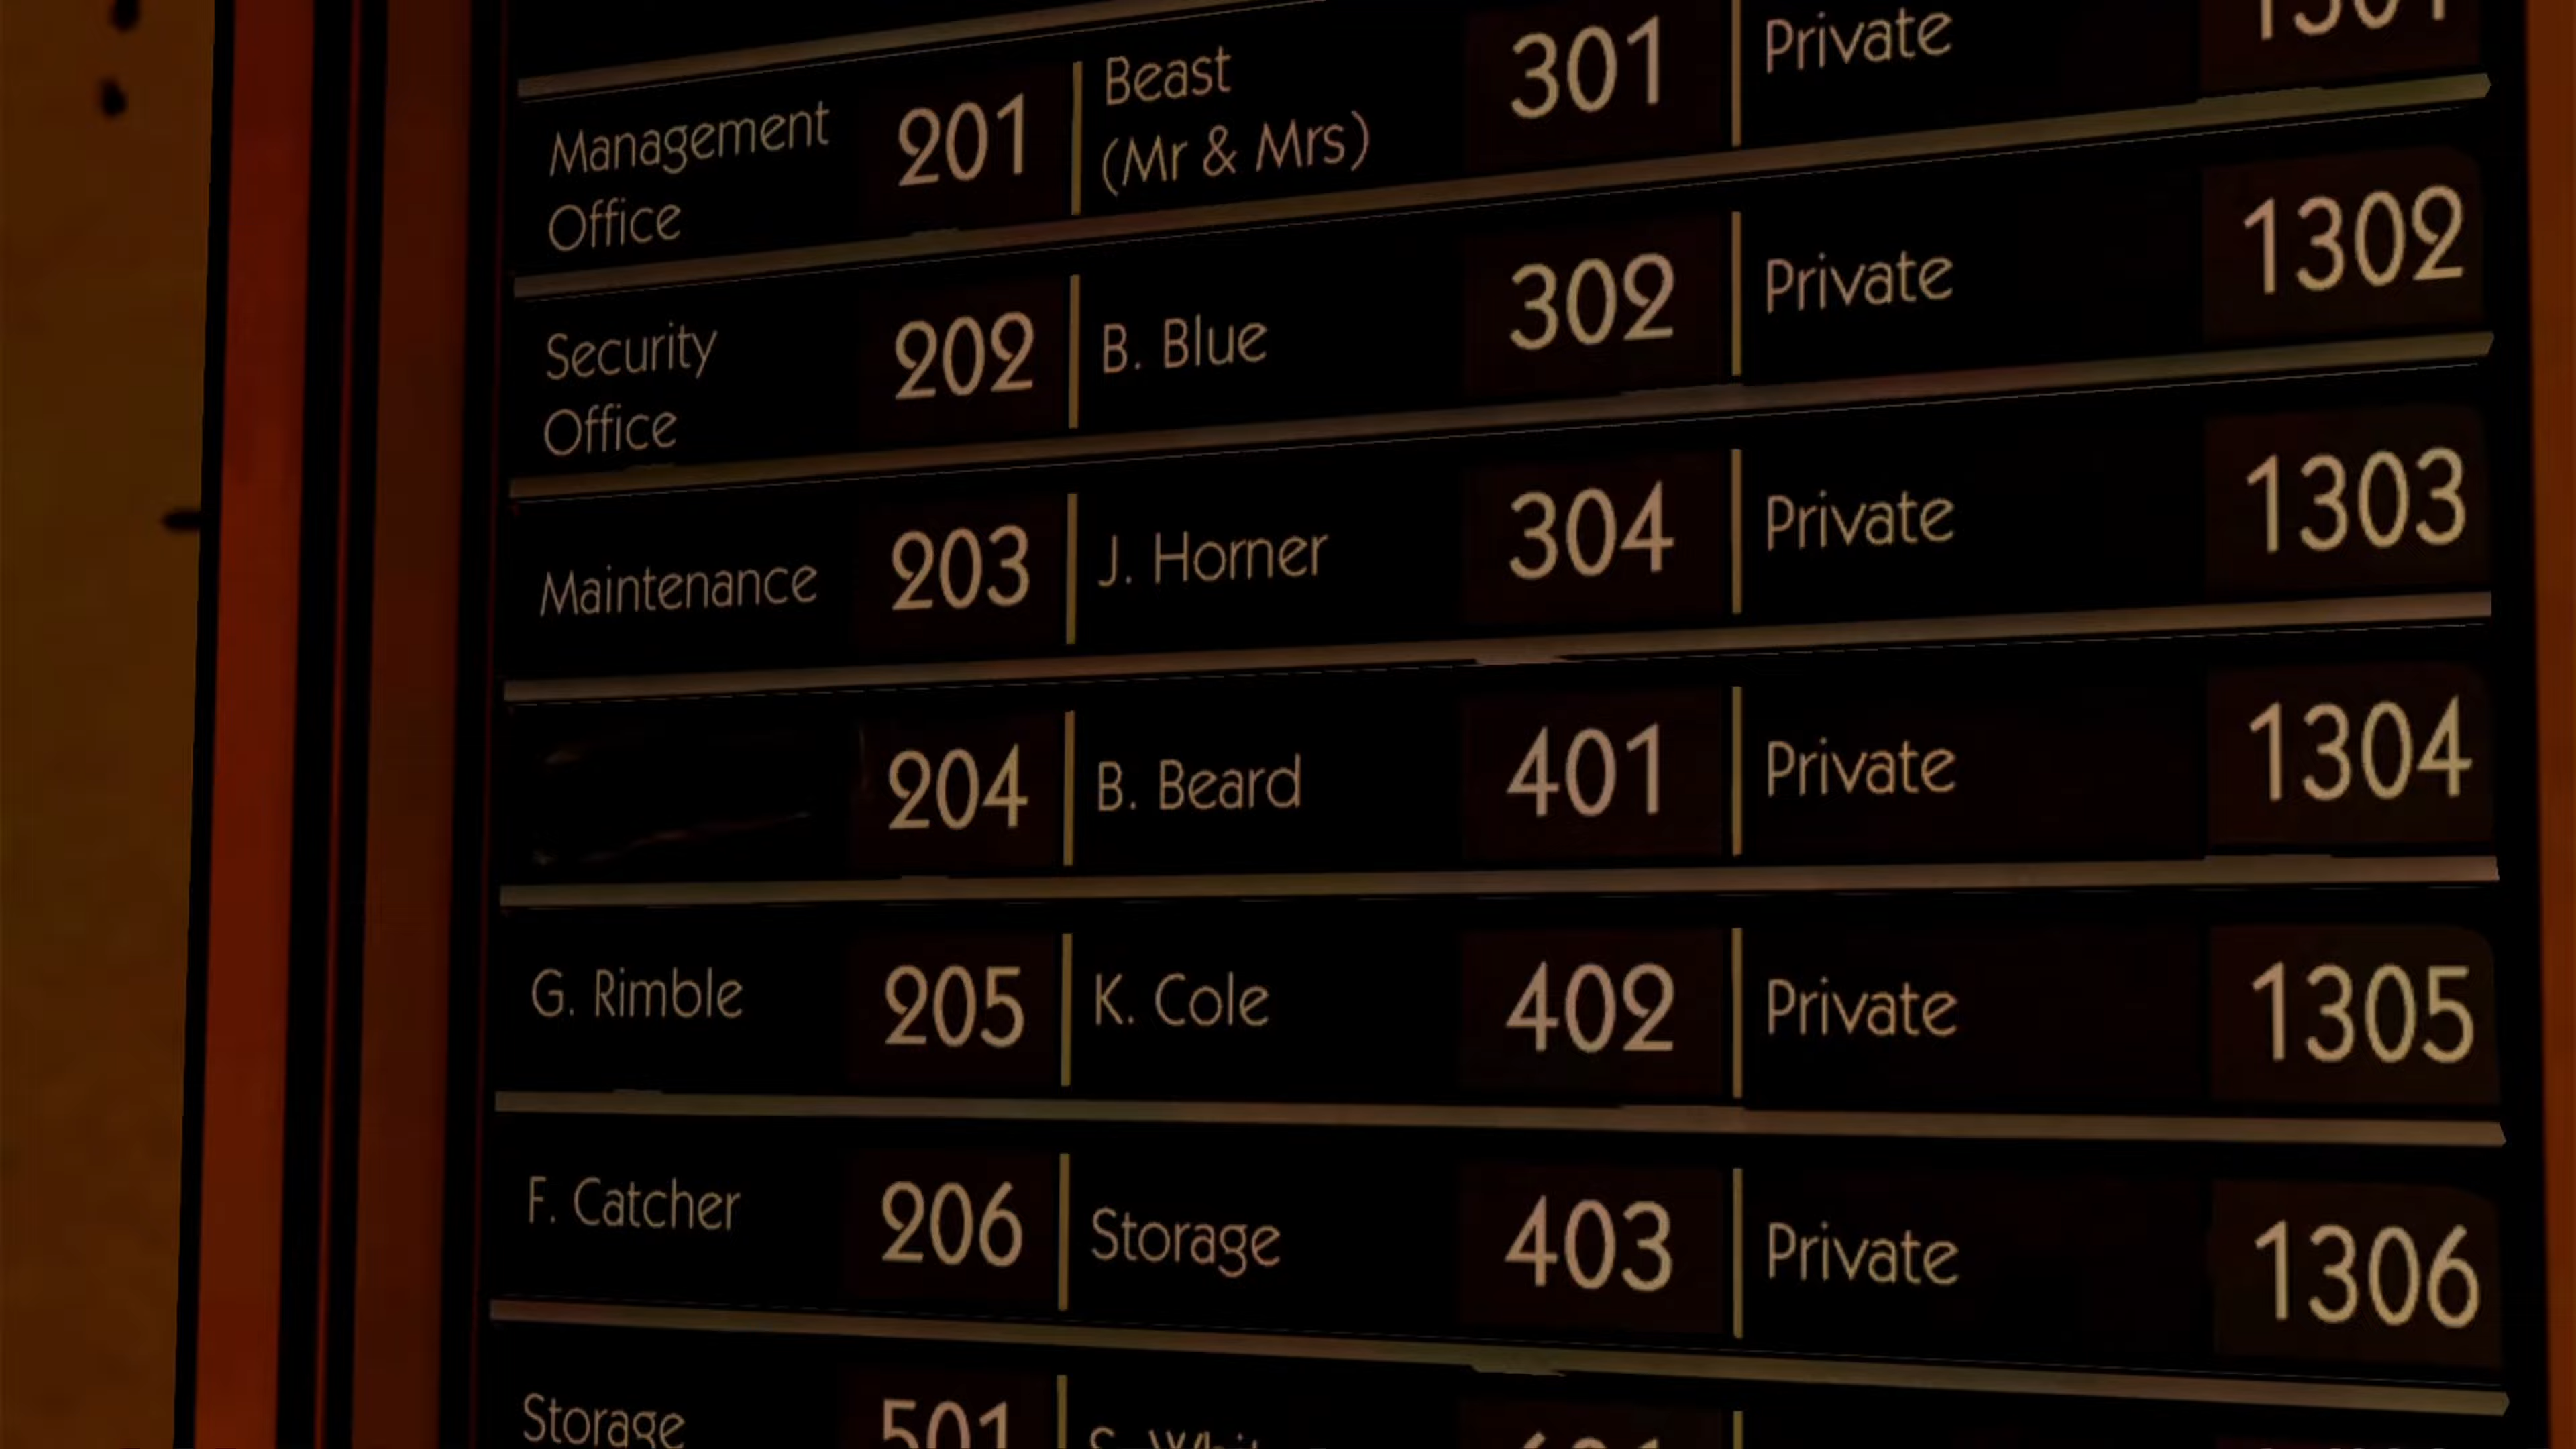 Management
Office
201
Beast
(Mr & Mrs)
301
Private
1301
Security
Office
202
B. Blue
302
Private
1302
Maintenance
203
J. Horner
304
Private
1303
204
B. Beard
401
Private
1304
G. Rimble
205
K. Cole
402
Private
1305
F. Catcher
206
Storage
403
Private
1306
Storage
501